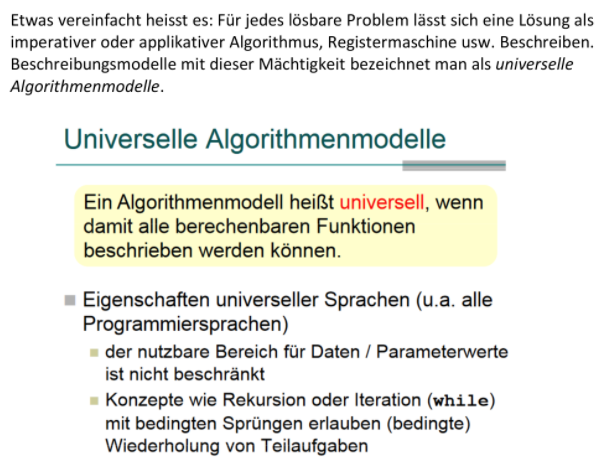 Etwas vereinfacht heisst es: Für jedes lösbare Problem lässt sich eine Lösung als
imperativer oder applikativer Algorithmus, Registermaschine usw. Beschreiben.
Beschreibungsmodelle mit dieser Mächtigkeit bezeichnet man als universelle
Algorithmenmodelle.
Universelle Algorithmenmodelle
Ein Algorithmenmodell heißt universell, wenn
damit alle berechenbaren Funktionen
beschrieben werden können.
Eigenschaften universeller Sprachen (u.a. alle
Programmiersprachen)
der nutzbare Bereich für Daten / Parameterwerte
ist nicht beschränkt
Konzepte wie Rekursion oder Iteration (while)
mit bedingten Sprüngen erlauben (bedingte)
Wiederholung von Teilaufgaben